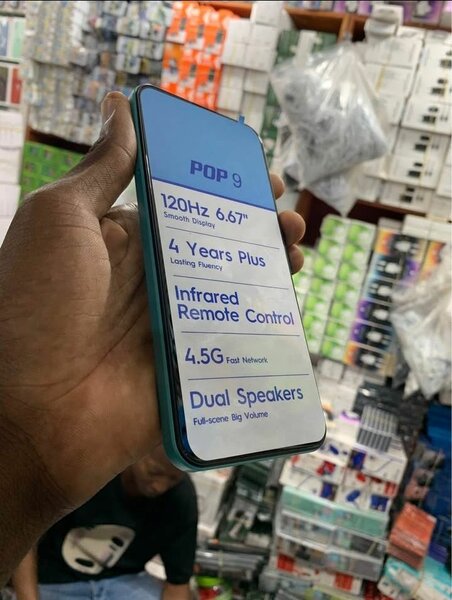 POP 9
120Hz 6.67"
Smooth Display
4 Years Plus
Lasting Fluency
Infrared
Remote Control
4.5G Fast Network
Dual Speakers
Full-scene Big Volume